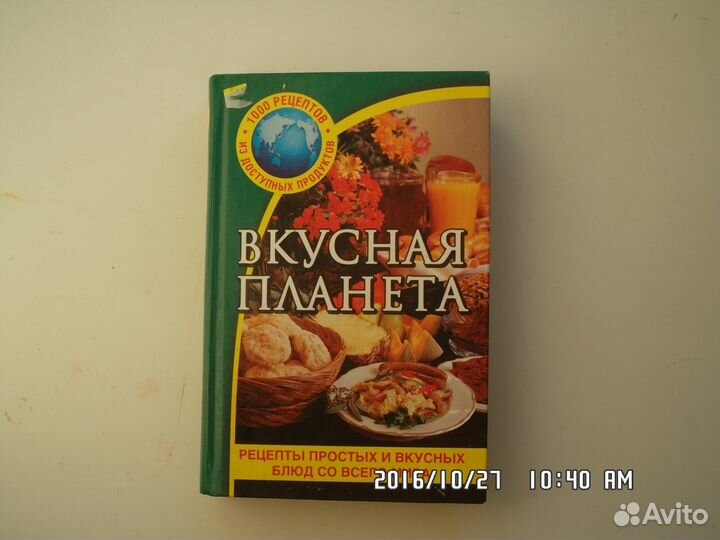 1000 РЕЦЕПТОВ
ИЗ ДОСТУПНЫХ ПРОДУКТОВ
ВКУСНАЯ
ПЛАНЕТА
РЕЦЕПТЫ ПРОСТЫХ И ВКУСНЫХ
БЛЮД СО ВСЕГО
2016/10/27 10:40 AM
Avito